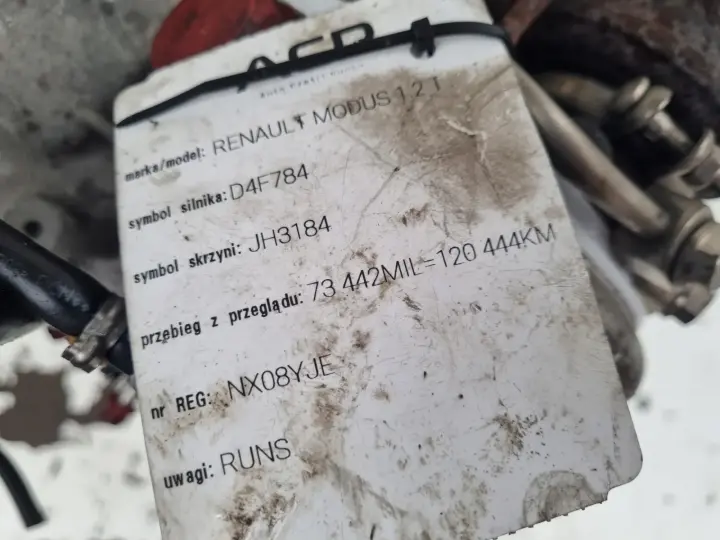 marka/model: RENAULT MODUS 1.2 T
symbol silnika: D4F784
symbol skrzyni: JH3184
przebieg z przeglądu: 73 442MIL=120 444KM
nr REG: NX08YJE
uwagi: RUNS